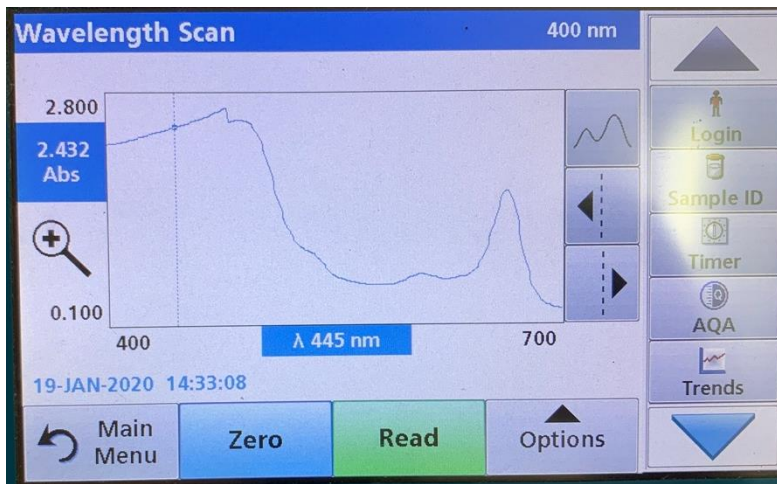 Wavelength Scan
400 nm
2.800
2.432
Abs
0.100
400
λ 445 nm
700
19-JAN-2020 14:33:08
Main
Menu
Zero
Read
Options
Login
Sample ID
Timer
AQA
Trends